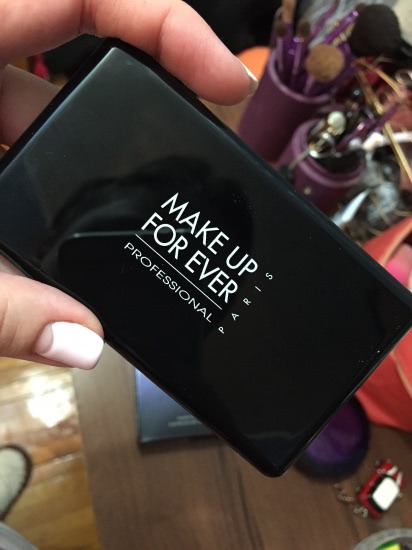 MAKE UP
FOR EVER
PROFESSIONAL
PARIS